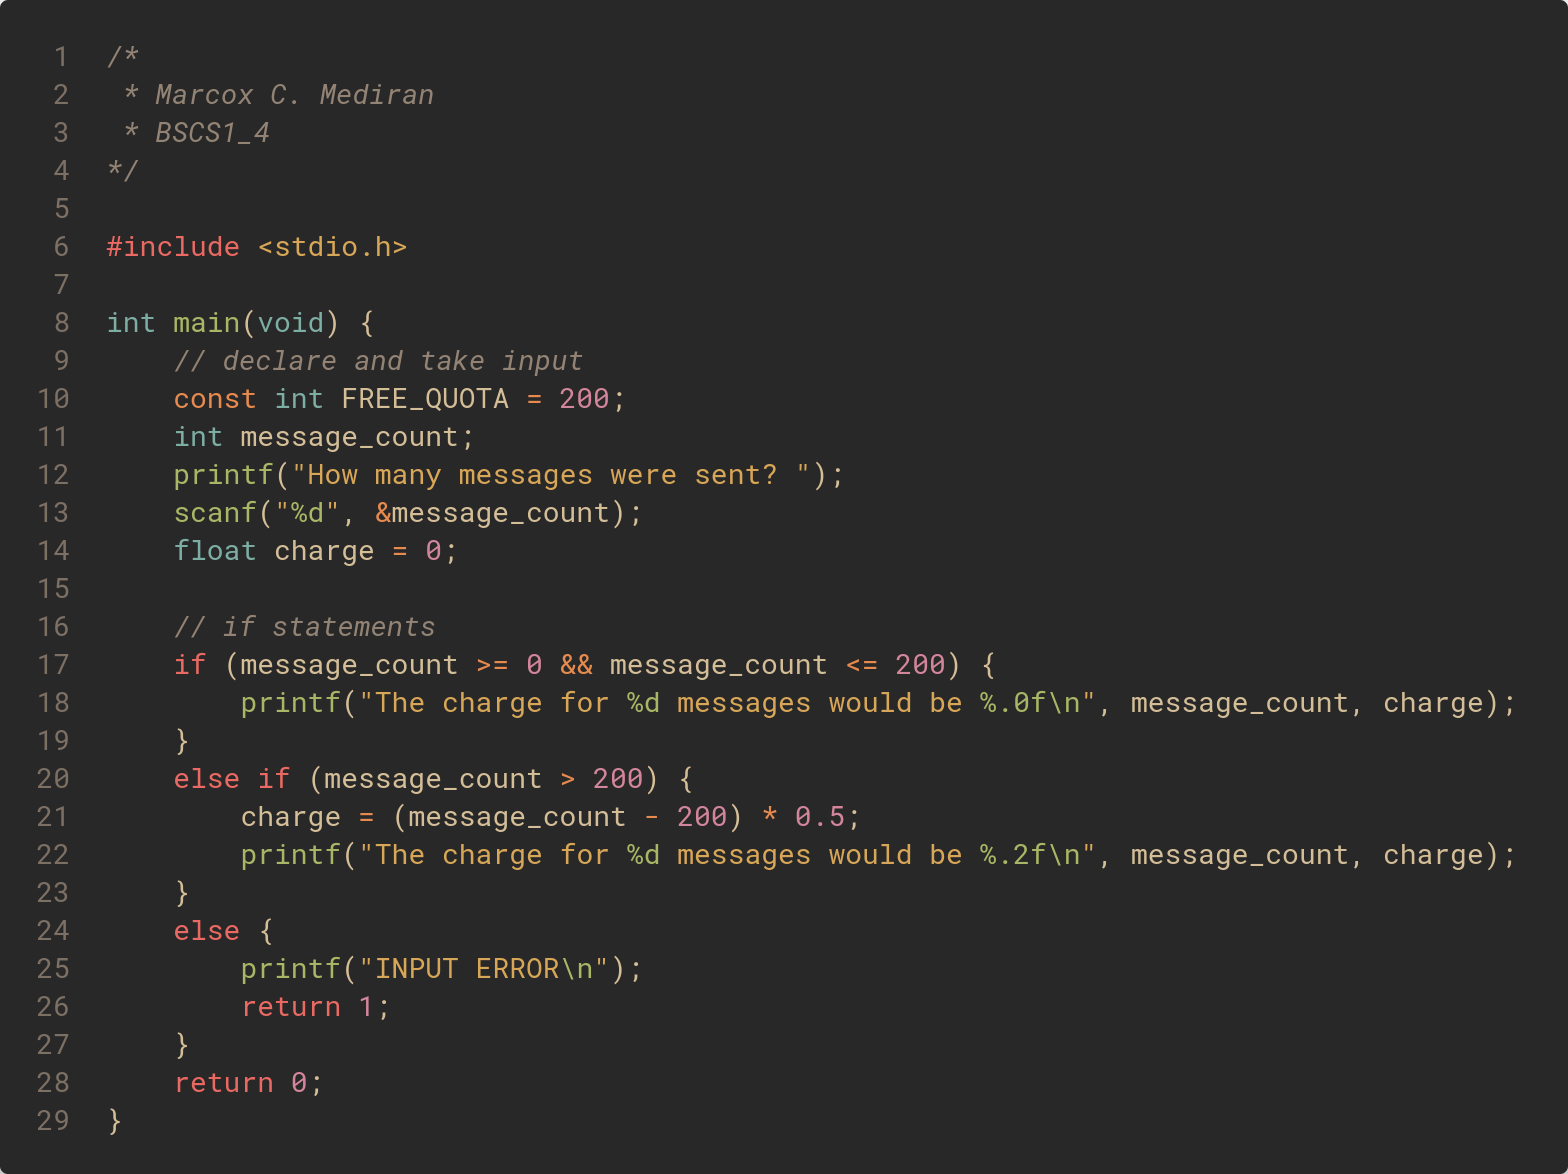 1 /*
2  * Marcox C. Mediran
3  * BSCS1_4
4 */
5
6 #include <stdio.h>
7
8 int main(void) {
9     // declare and take input
10     const int FREE_QUOTA = 200;
11     int message_count;
12     printf("How many messages were sent? ");
13     scanf("%d", &message_count);
14     float charge = 0;
15
16     // if statements
17     if (message_count >= 0 && message_count <= 200) {
18         printf("The charge for %d messages would be %.0f\n", message_count, charge);
19     }
20     else if (message_count > 200) {
21         charge = (message_count - 200) * 0.5;
22         printf("The charge for %d messages would be %.2f\n", message_count, charge);
23     }
24     else {
25         printf("INPUT ERROR\n");
26         return 1;
27     }
28     return 0;
29 }